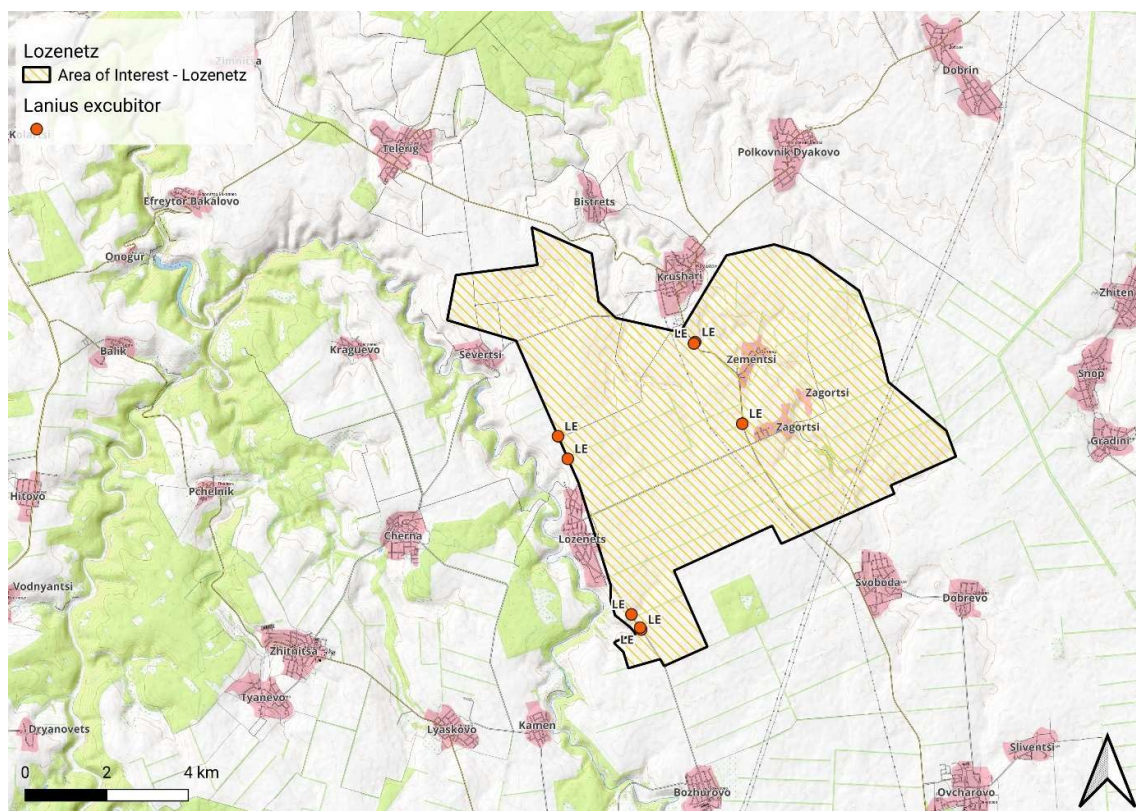 Lozenetz
Area of Interest - Lozenetz
Lanius excubitor
Zimnitsa
Dobrin
Telerig
Polkovnik Dyakovo
Efreytor Bakalovo
Bistrets
Onogur
Krushari
Zhiten
Balik
Kraguevo
Severtsi
LE
LE
Zementsi
Snop
Zagortsi
LE
Zagortsi
LE
LE
Gradini
Hitovo
Pchelnik
Cherna
Lozenets
Vodnyantsi
Svoboda
Dobrevo
LE
LE
LE
Zhitnitsa
Tyanevo
Dryanovets
Lyaskovo
Kamen
Sliventsi
0 2 4 km
Bozhurovo
Ovcharovo